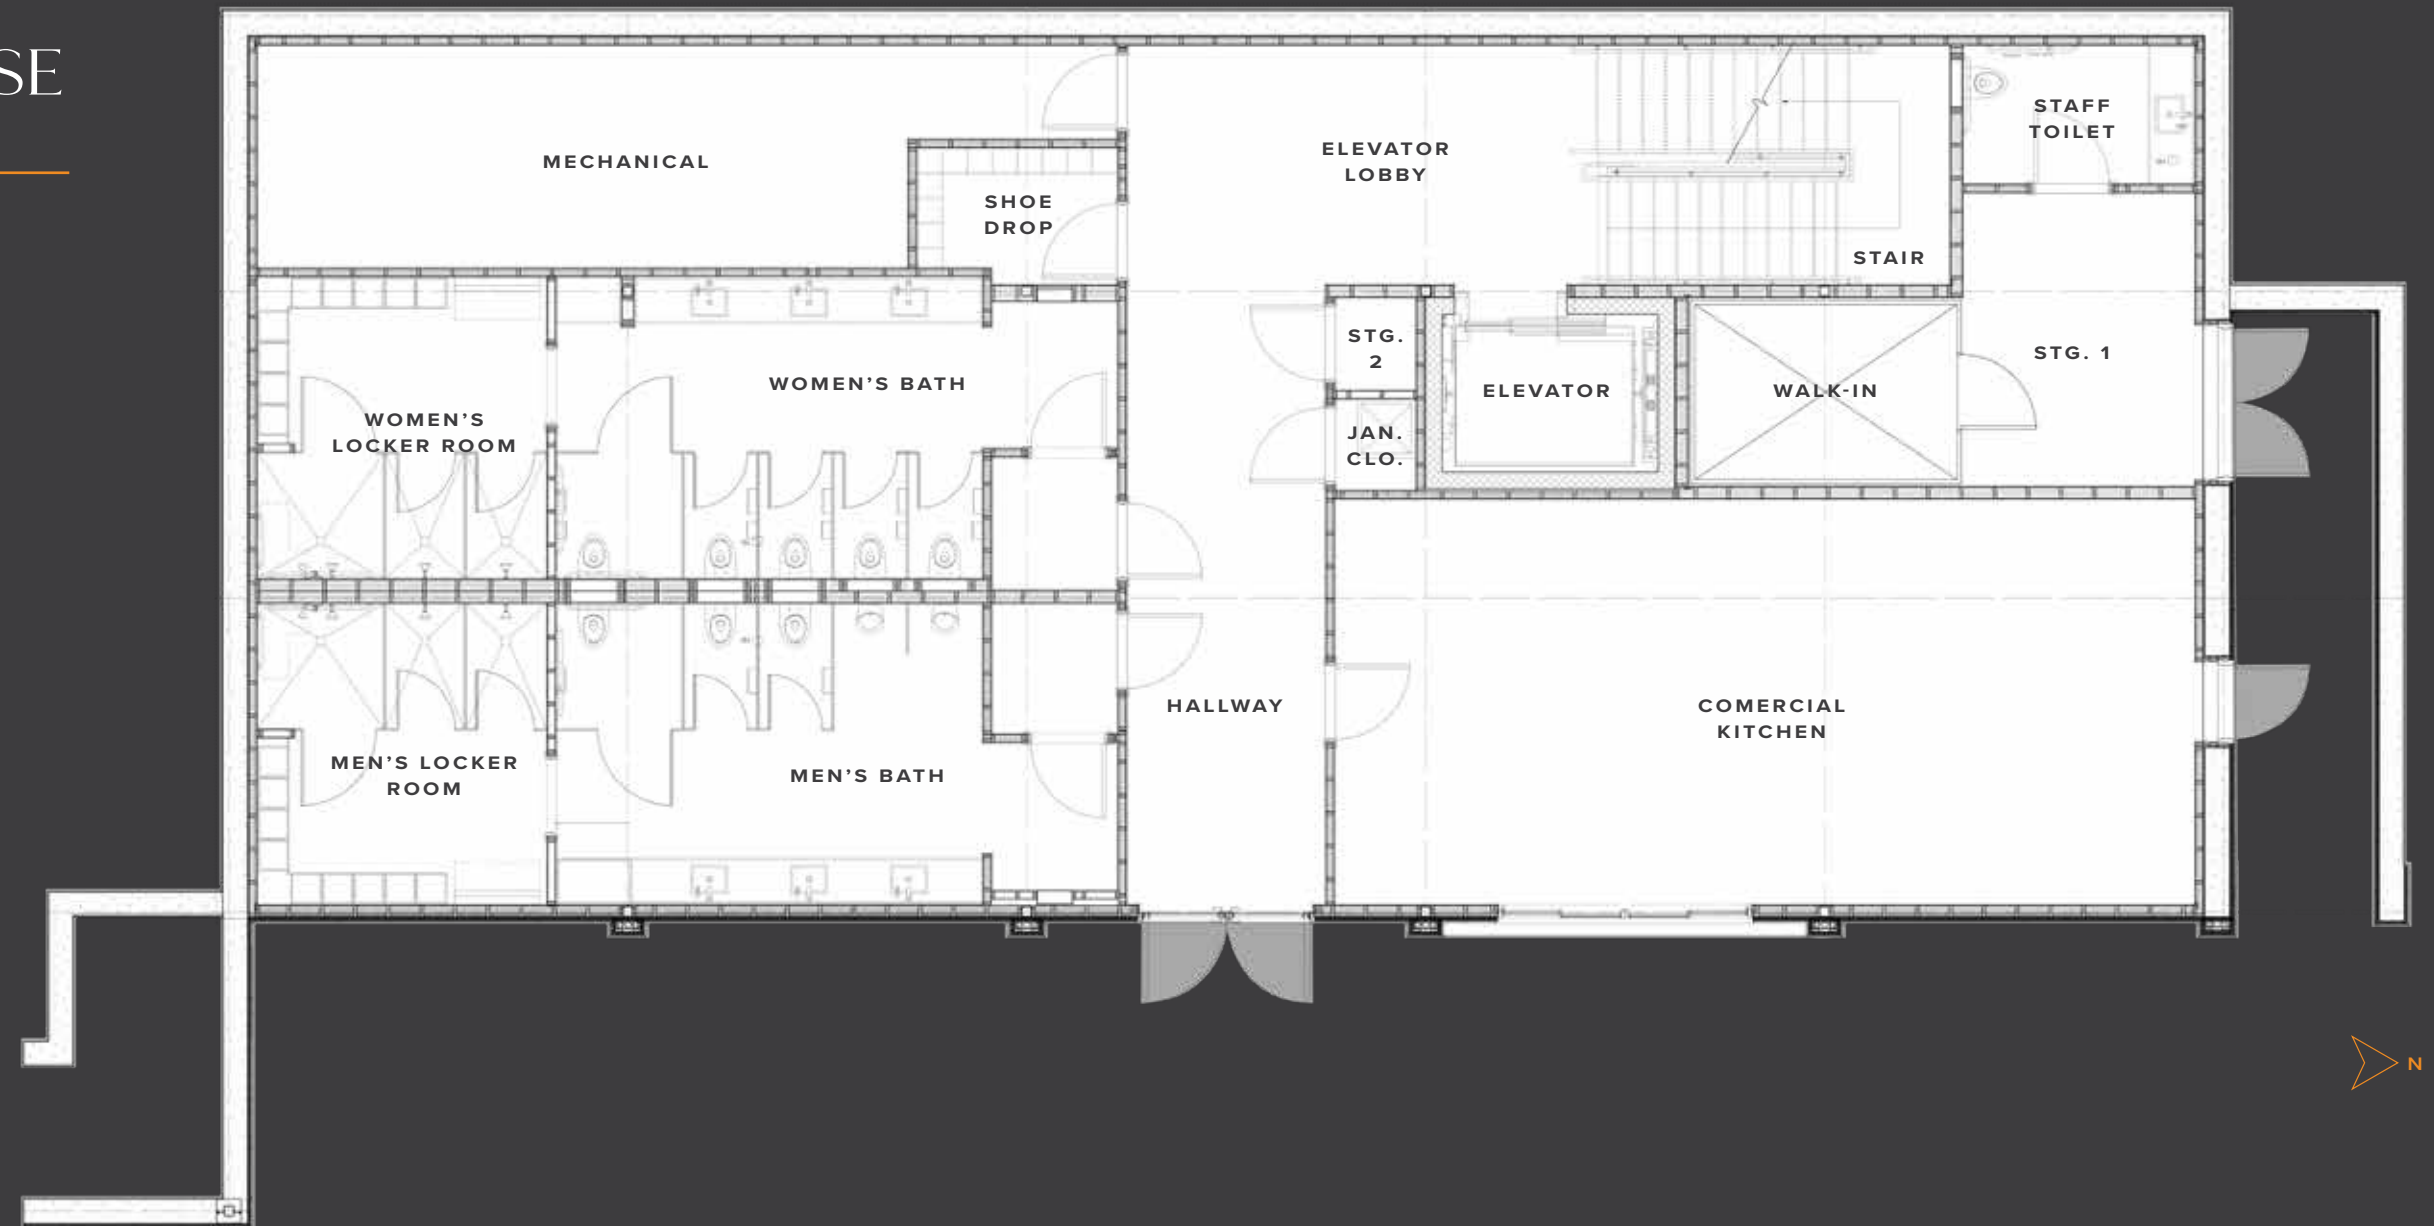 SE
MECHANICAL
SHOE
DROP
ELEVATOR
LOBBY
STAIR
STAFF
TOILET
STG.
2
ELEVATOR
WALK-IN
STG. 1
WOMEN'S BATH
WOMEN'S
LOCKER ROOM
JAN.
CLO.
HALLWAY
COMERCIAL
KITCHEN
MEN'S LOCKER
ROOM
MEN'S BATH
N